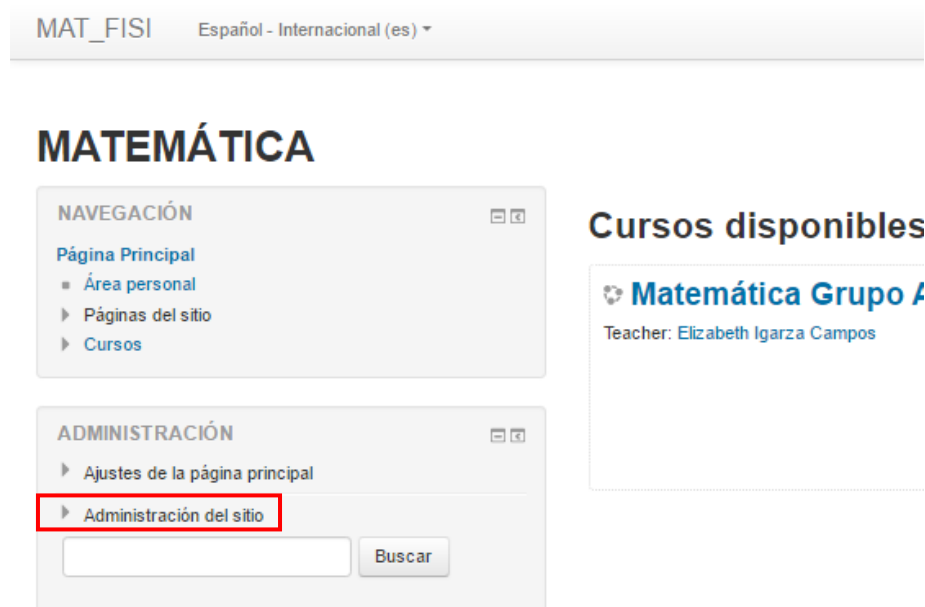 MAT_FISI Español - Internacional (es)
MATEMÁTICA
NAVEGACIÓN
Página Principal
Área personal
Páginas del sitio
Cursos
ADMINISTRACIÓN
Ajustes de la página principal
Administración del sitio
Buscar
Cursos disponibles
Matemática Grupo A
Teacher: Elizabeth Igarza Campos